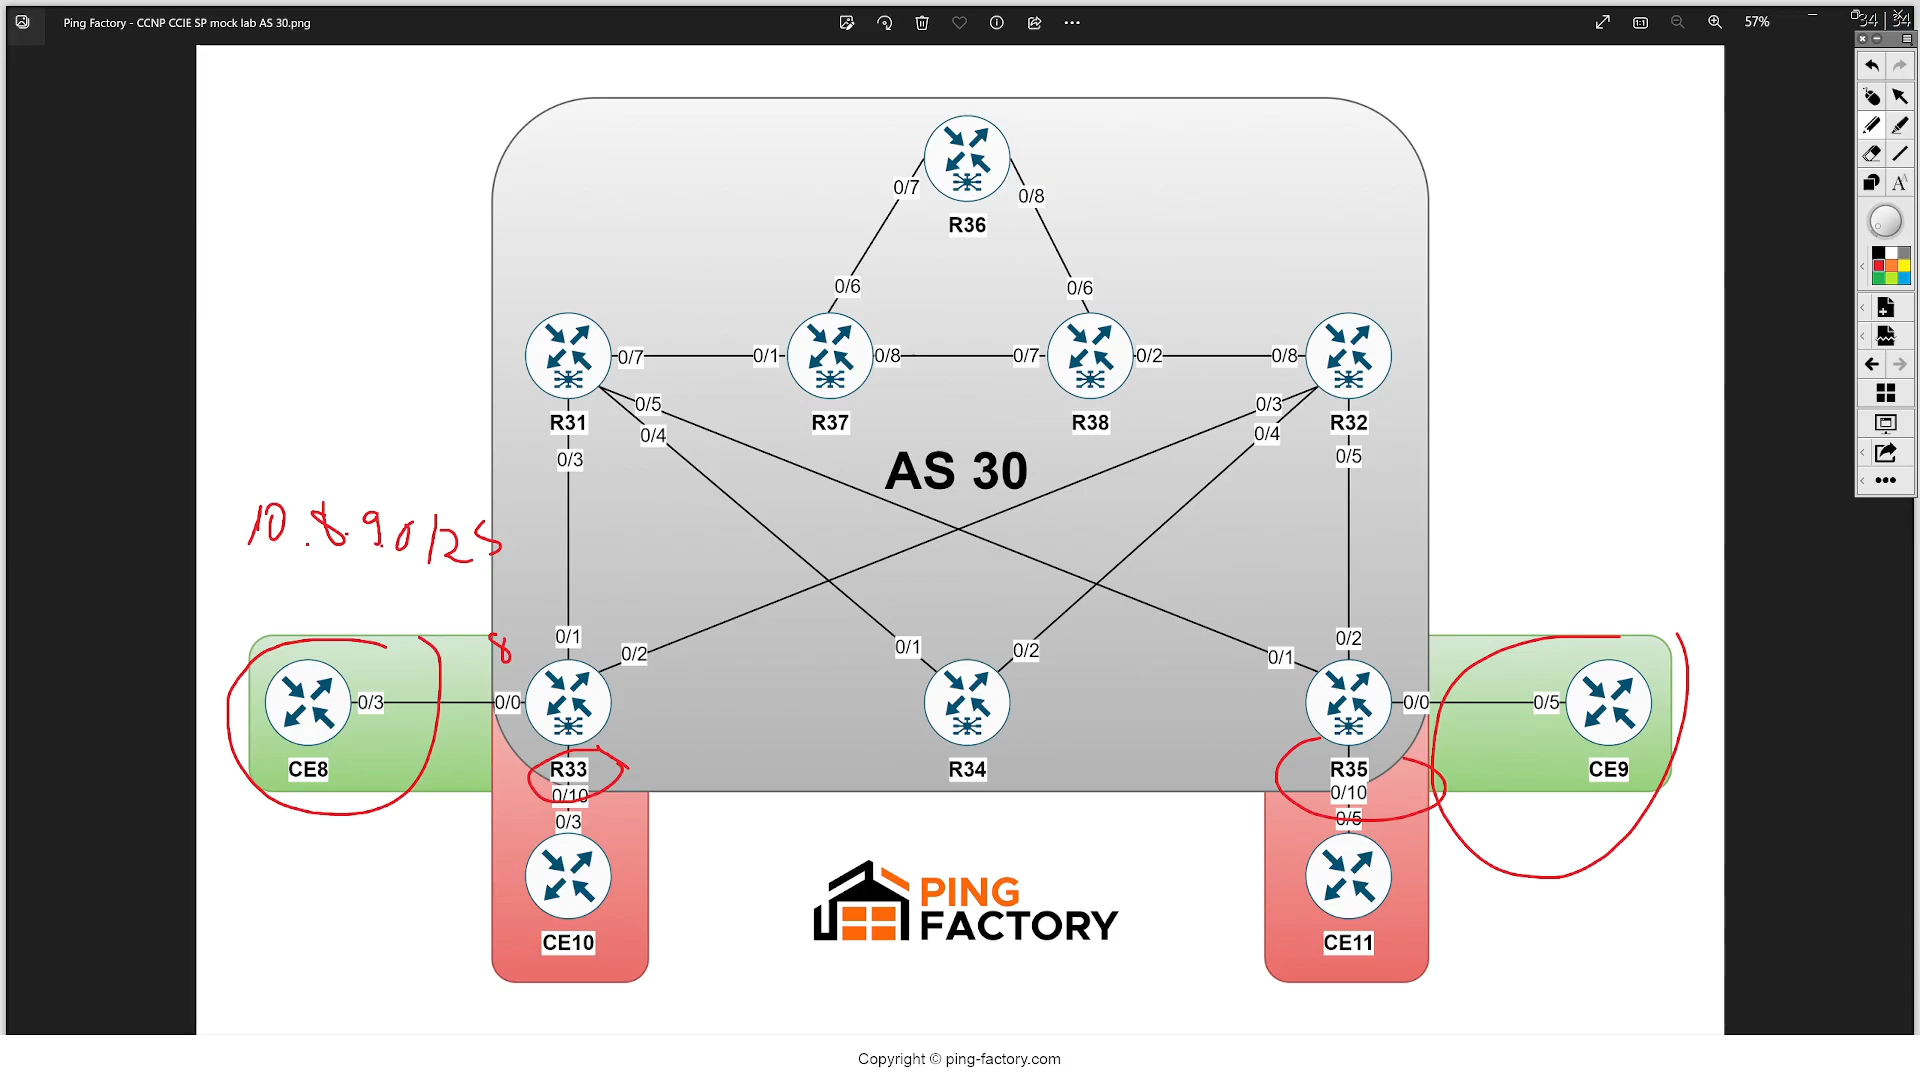 Ping Factory - CCNP CCIE SP mock lab AS 30.png
57%
34 | 34
R36
0/7
0/8
0/6
0/6
0/7
0/1
0/8
0/7
0/2
0/8
R31
R37
R38
R32
0/5
0/4
0/3
0/3
0/4
0/5
AS 30
10.8.9.0/25
0/1
0/2
0/1
0/2
0/1
0/2
8
0/3
0/0
0/0
0/5
CE8
R33
R34
R35
CE9
0/10
0/10
0/3
0/5
CE10
CE11
PING
FACTORY
Copyright © ping-factory.com